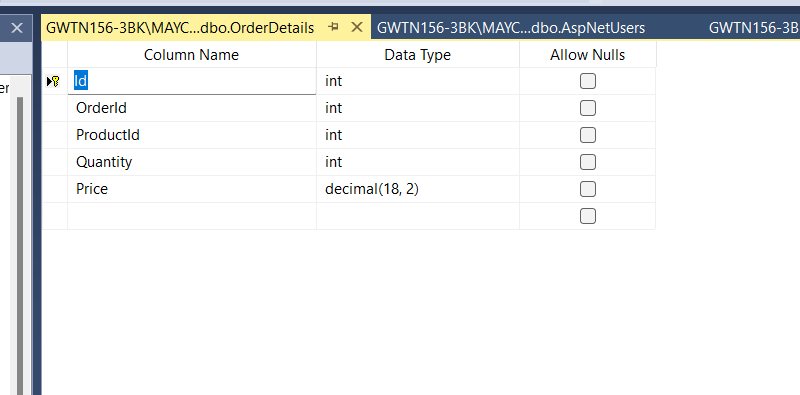 GWTN156-3BK\MAYC...dbo.OrderDetails GWTN156-3BK\MAYC...dbo.AspNetUsers GWTN156-3B
er
Column Name Data Type Allow Nulls
Id int
OrderId int
ProductId int
Quantity int
Price decimal(18, 2)